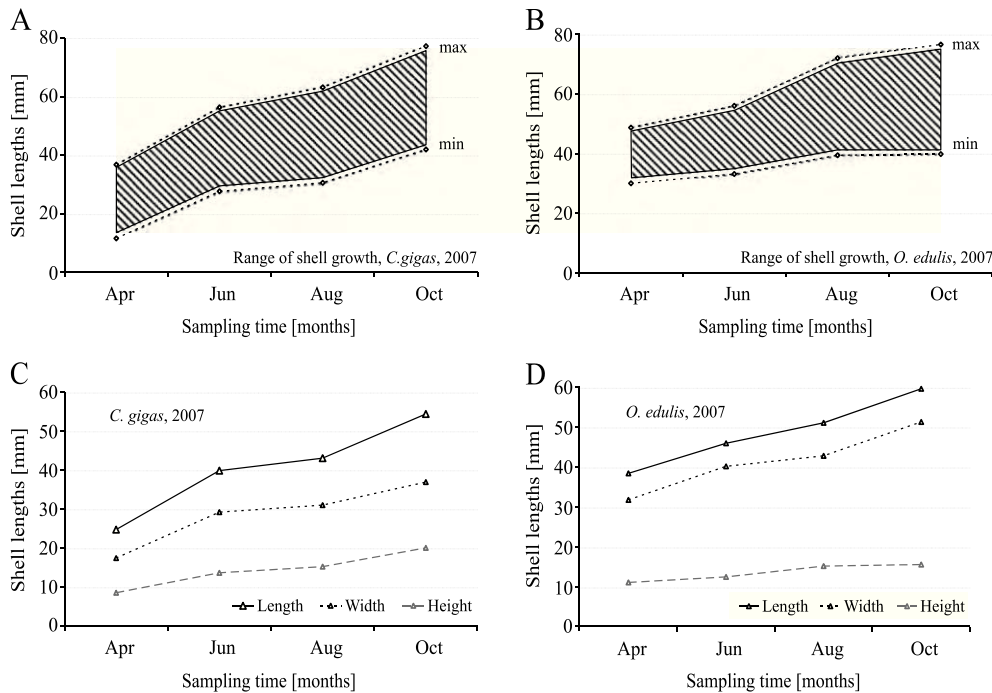 A
Shell lengths [mm]
80
60
40
20
0
max
min
Range of shell growth, C.gigas, 2007
Apr Jun Aug Oct
Sampling time [months]
B
Shell lengths [mm]
80
60
40
20
0
max
min
Range of shell growth, O. edulis, 2007
Apr Jun Aug Oct
Sampling time [months]
C
Shell lengths [mm]
60
50
40
30
20
10
0
C. gigas, 2007
Length Width Height
Apr Jun Aug Oct
Sampling time [months]
D
Shell lengths [mm]
60
50
40
30
20
10
0
O. edulis, 2007
Length Width Height
Apr Jun Aug Oct
Sampling time [months]